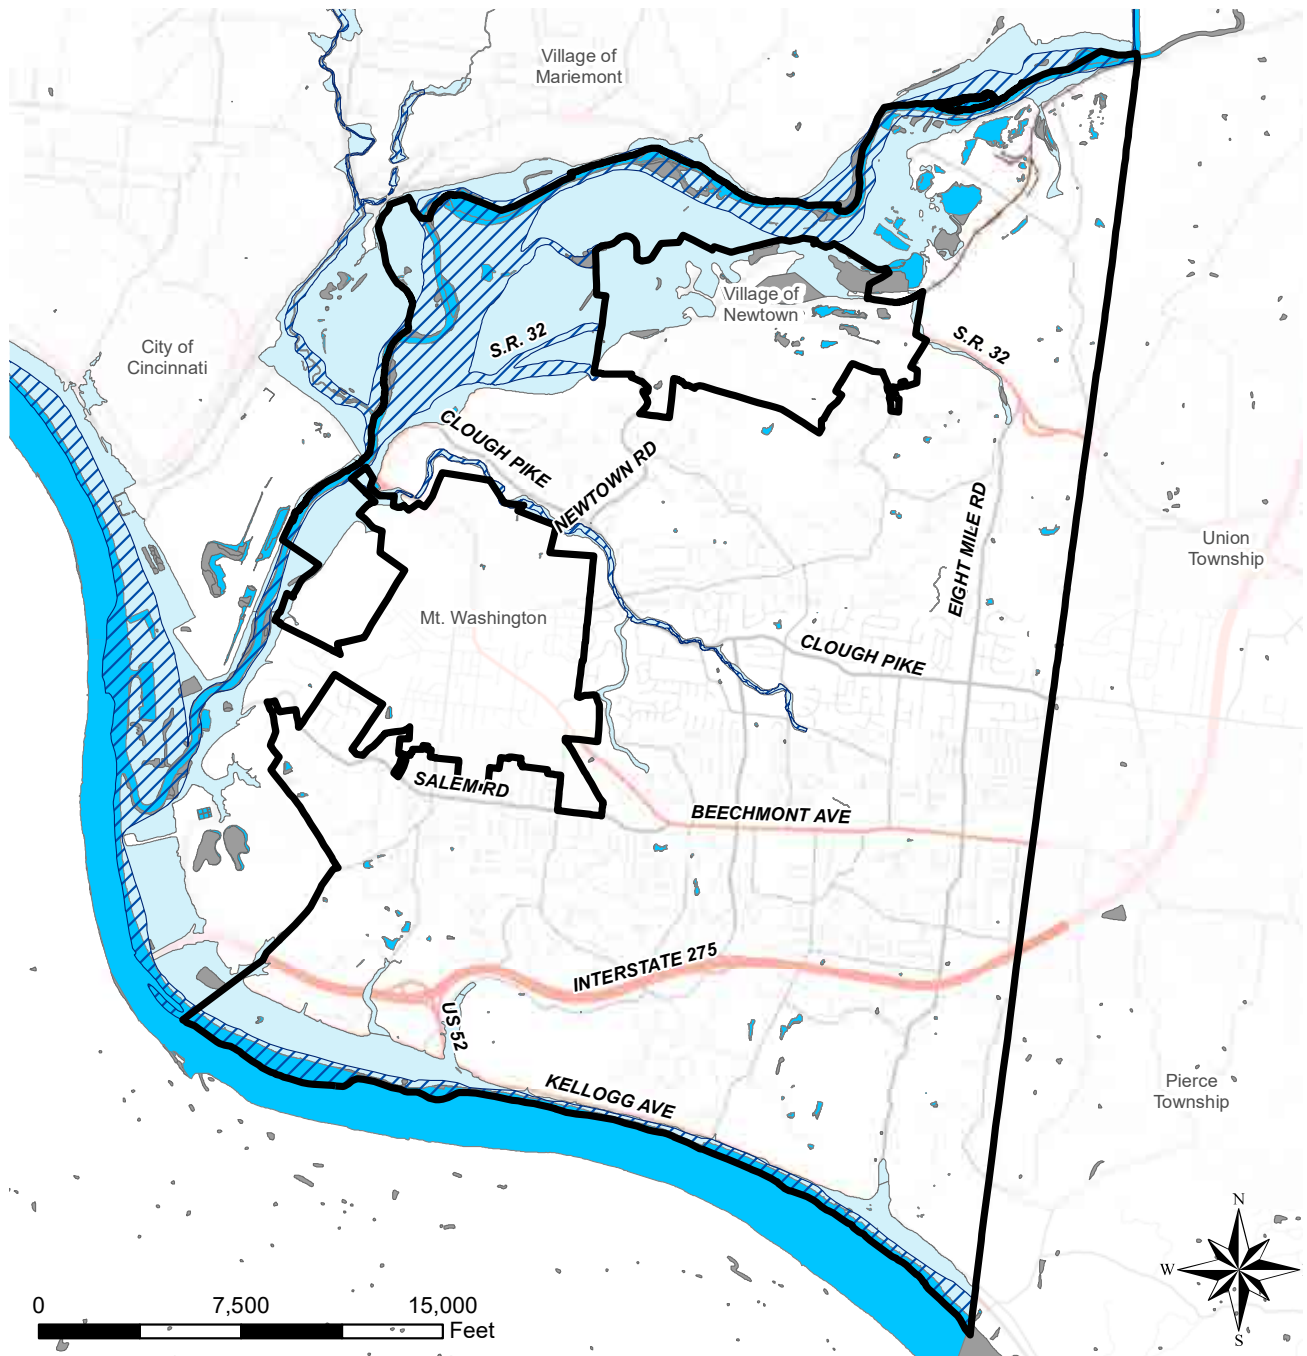 Village of
Mariemont
Village of
Newtown
S.R. 32
S.R. 32
City of
Cincinnati
CLOUGH PIKE
NEWTOWN RD
EIGHT MILE RD
Union
Township
Mt. Washington
CLOUGH PIKE
SALEM RD
BEECHMONT AVE
INTERSTATE 275
US 52
KELLOGG AVE
Pierce
Township
N
W
S
0 7,500 15,000
Feet